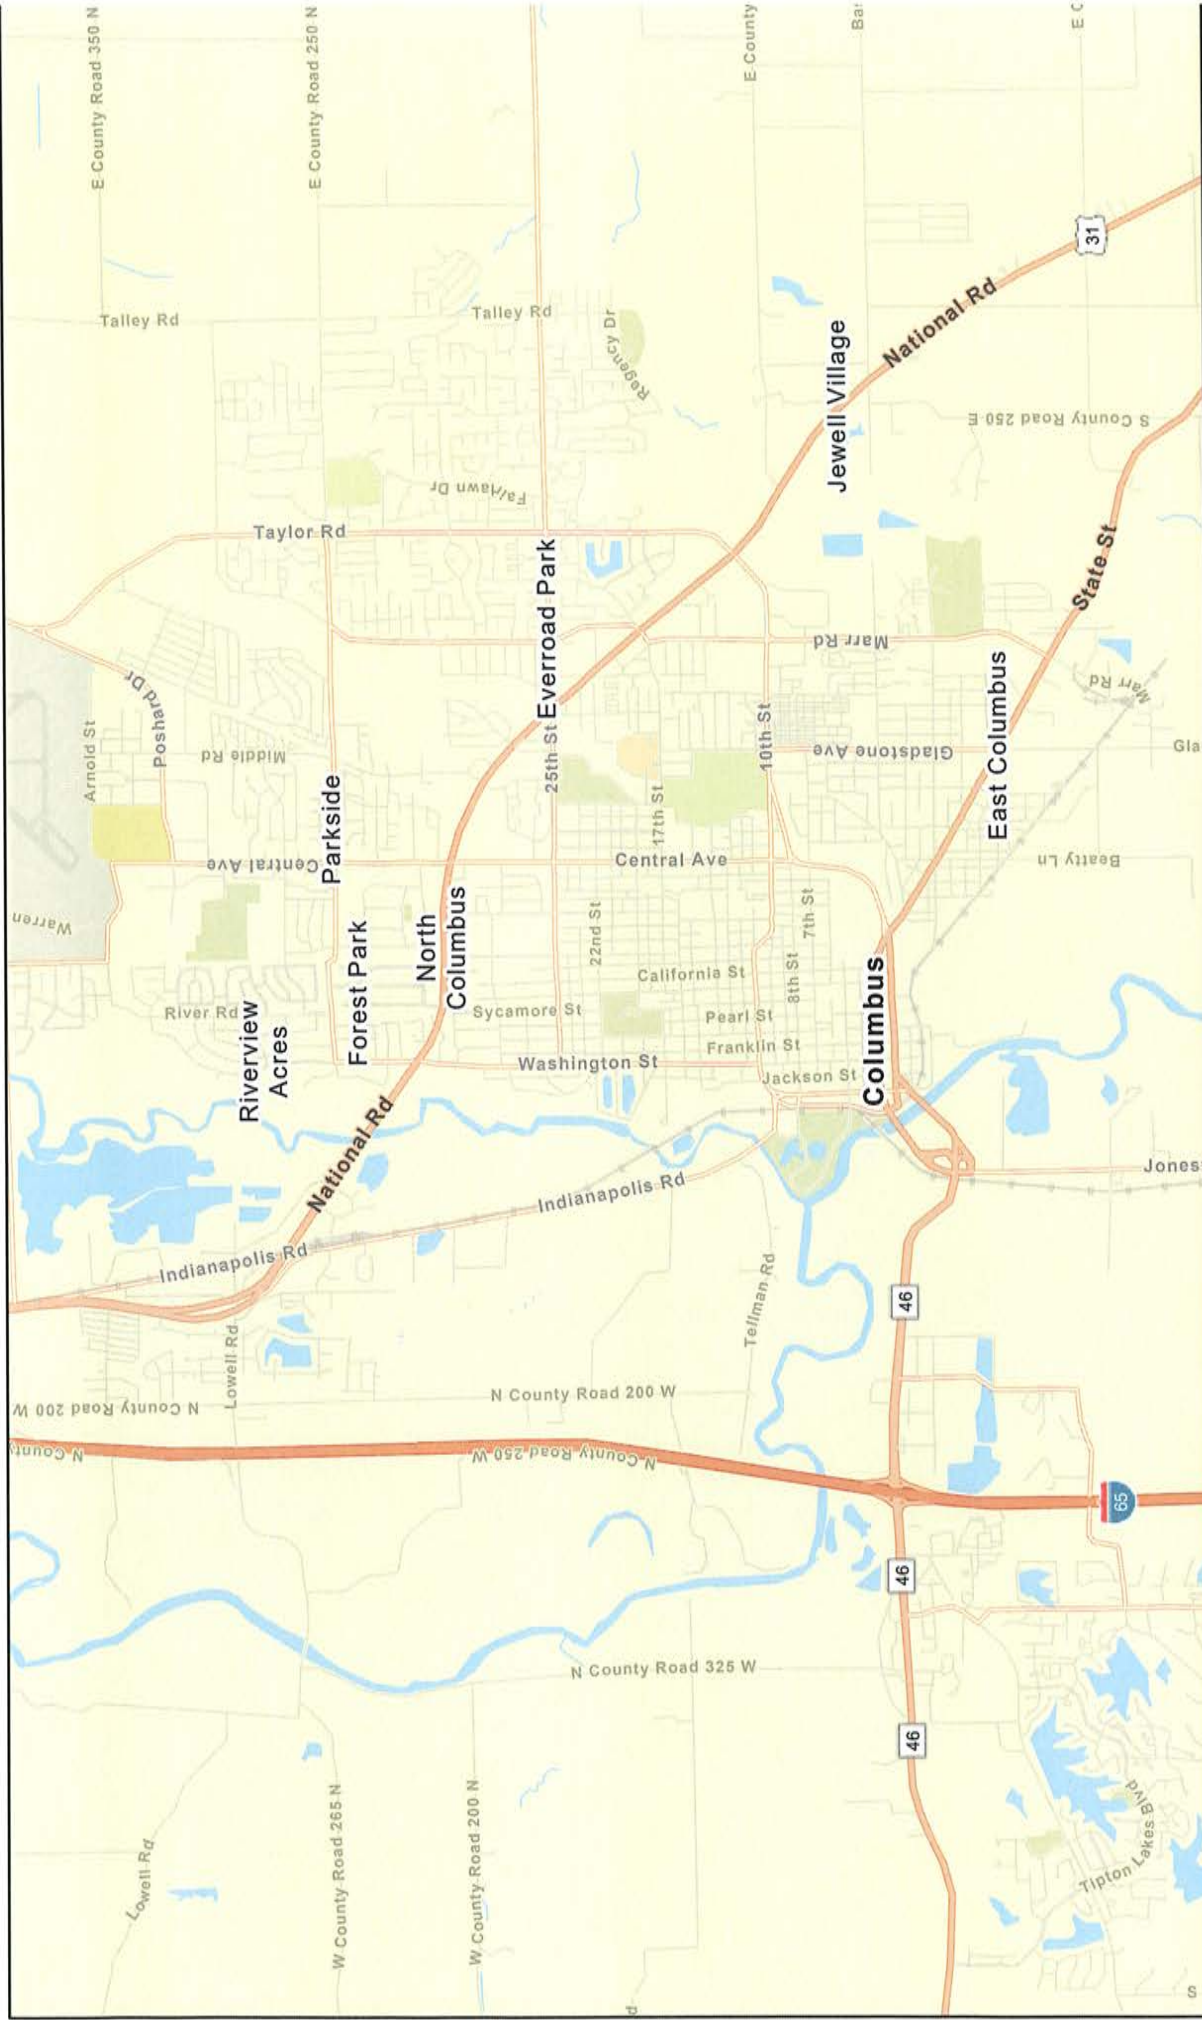 E County Road 350 N
E County Road 250 N
E County
Talley Rd
Talley Rd
Regency Dr
31
National Rd
Jewell Village
S County Road 250 E
Fairlawn Dr
Taylor Rd
Everroad Park
State St
Marr Rd
Marr Rd
Poshard Dr
Arnold St
Middle Rd
25th St
10th St
Gladstone Ave
East Columbus
Gla
Parkside
17th St
Central Ave
Central Ave
Beatty Ln
Warren
Forest Park
North
Columbus
22nd St
7th St
8th St
California St
River Rd
Riverview
Acres
Sycamore St
Pearl St
Franklin St
Washington St
Jackson St
Columbus
National Rd
Indianapolis Rd
Indianapolis Rd
Jones
Tellman Rd
46
Lowell Rd
N County Road 200 W
N County Road 200 W
N County
N County Road 250 W
65
46
N County Road 325 W
46
Lowell Rd
W County Road 265 N
W County Road 200 N
Tipton Lakes Blvd
S